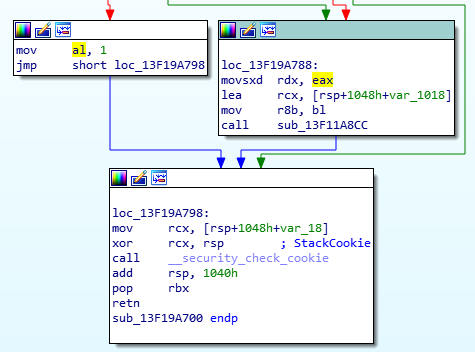 mov     al, 1
jmp     short loc_13F19A798
loc_13F19A788:
movsxd  rdx, eax
lea     rcx, [rsp+1048h+var_1018]
mov     r8b, bl
call    sub_13F11A8CC
loc_13F19A798:
mov     rcx, [rsp+1048h+var_18]
xor     rcx, rsp        ; StackCookie
call    __security_check_cookie
add     rsp, 1040h
pop     rbx
retn
sub_13F19A700 endp